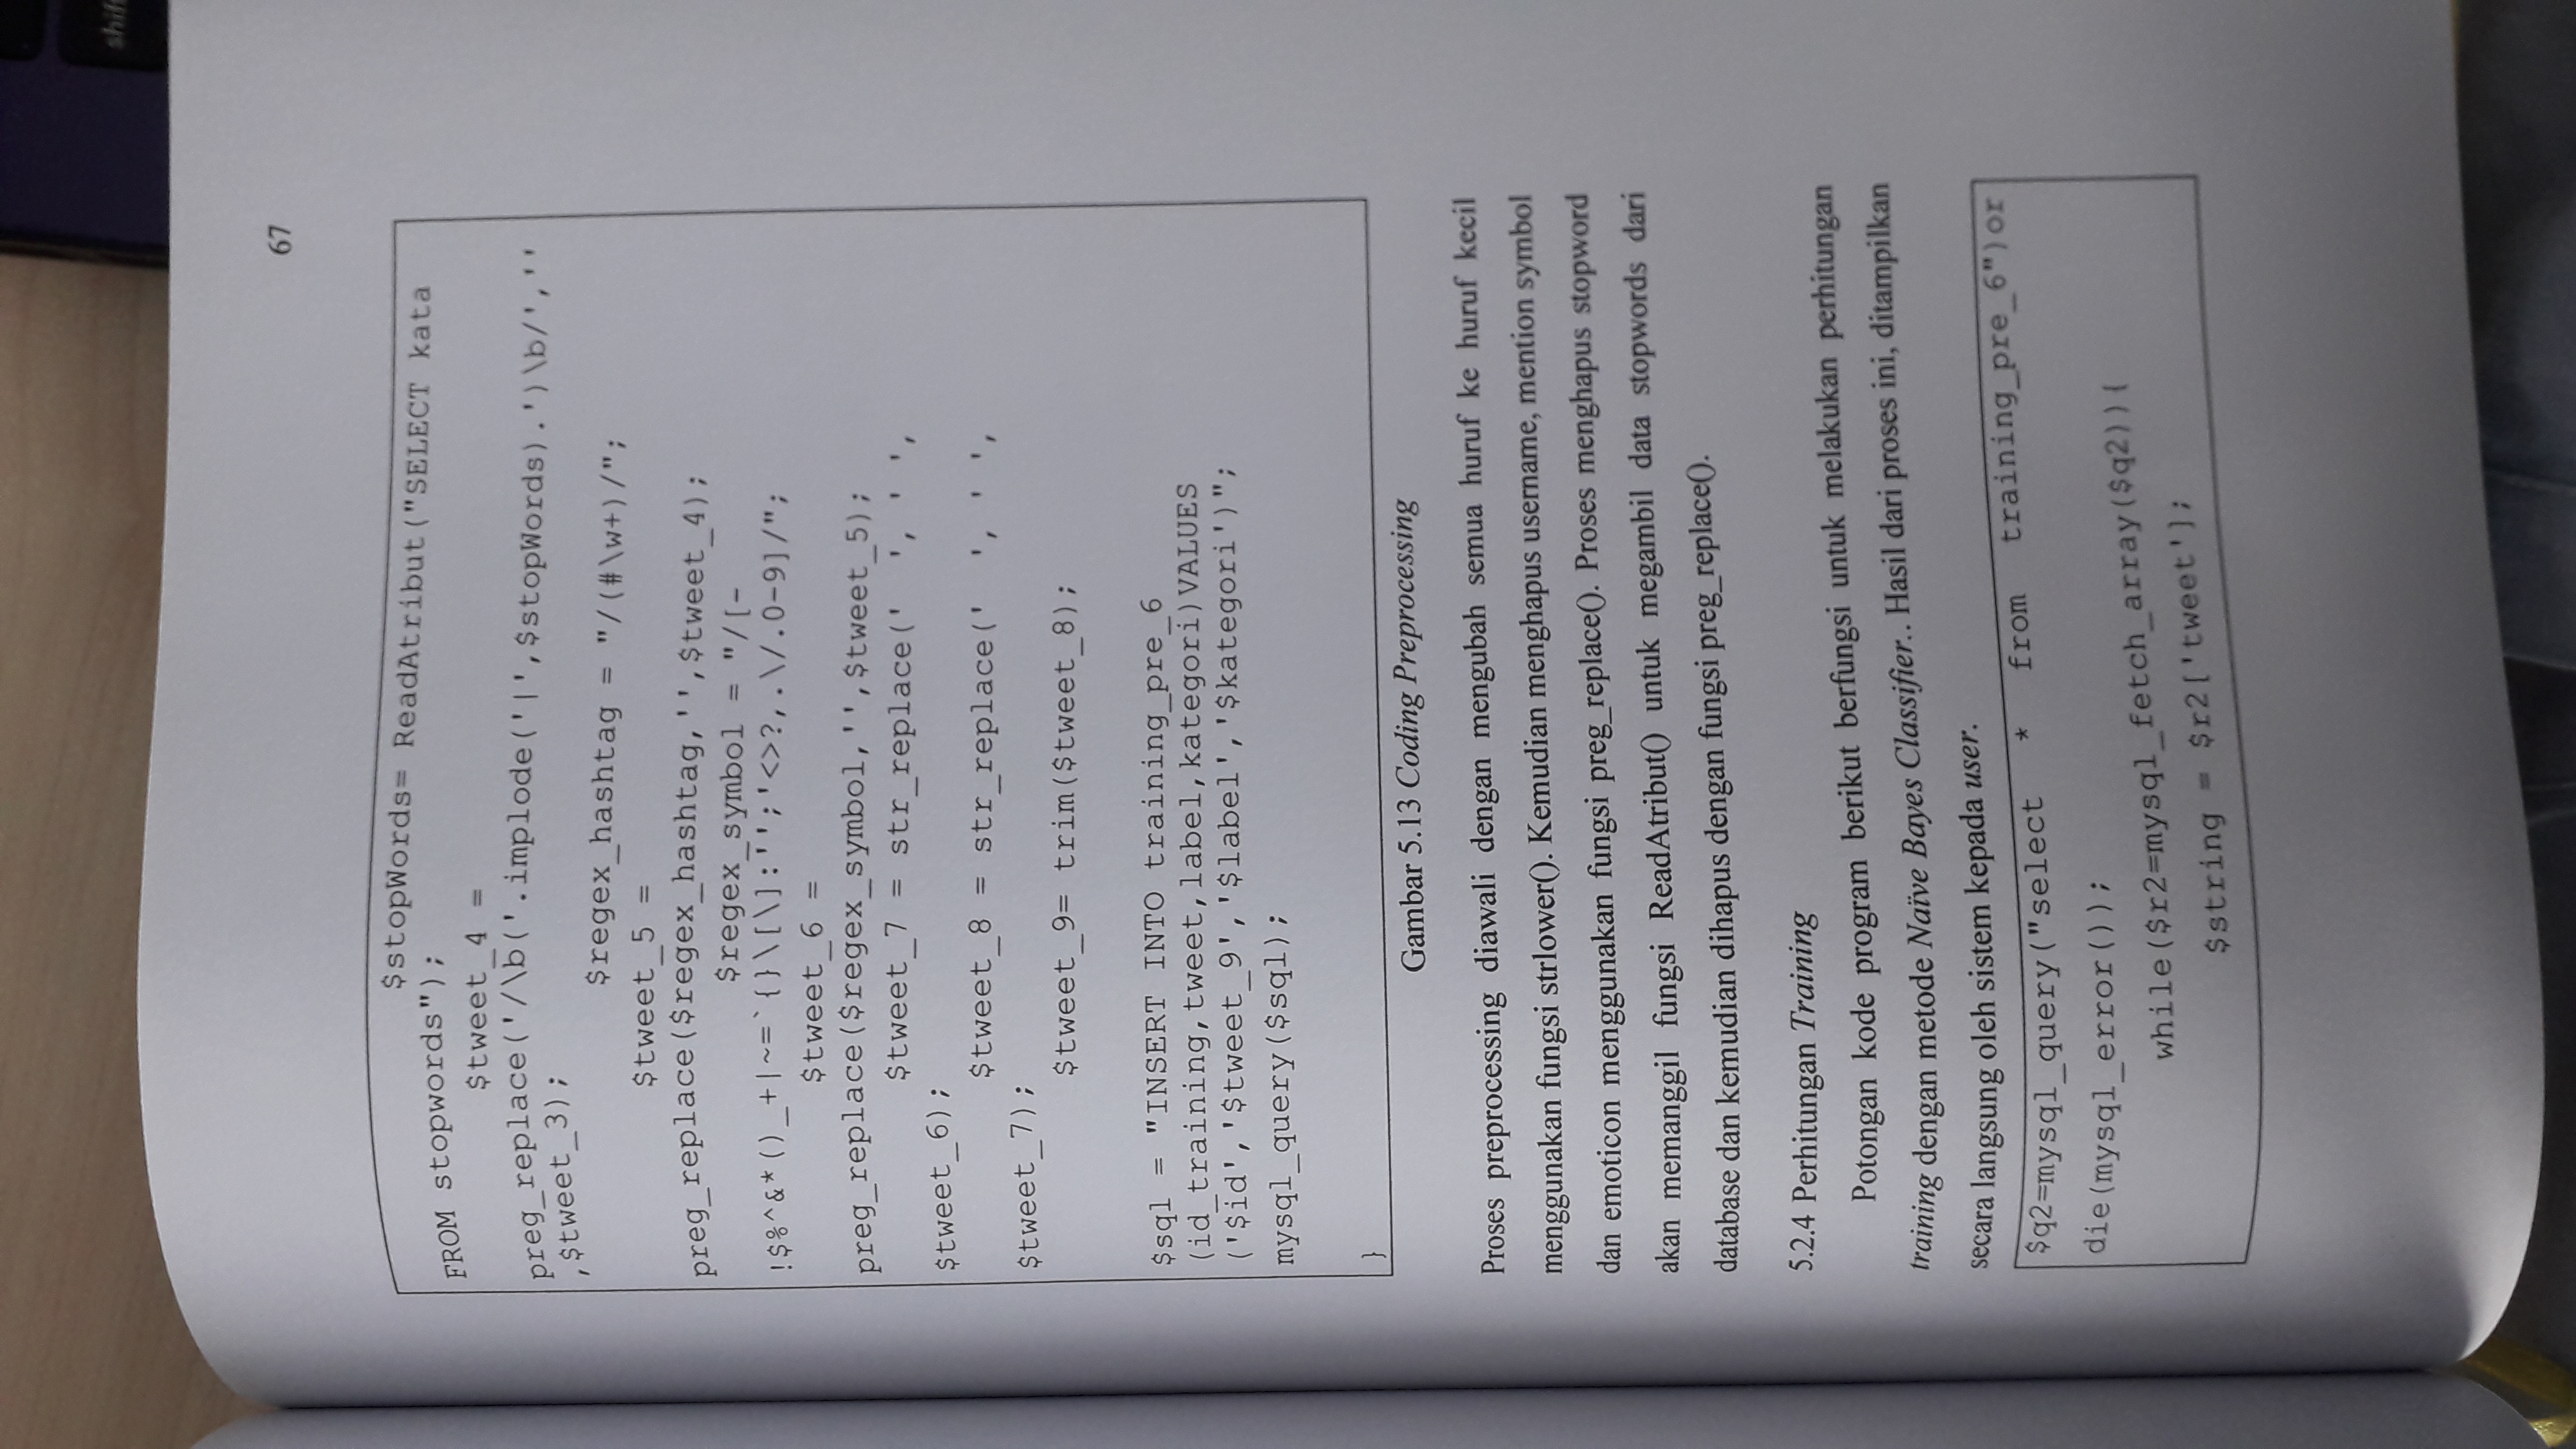 shif
67
$stopWords= ReadAtribut("SELECT kata
FROM stopwords");
$tweet_4 =
preg_replace('/\b('.implode('|',$stopWords).')\b/',''
,$tweet_3);
$regex_hashtag = "/(#\w+)/";
$tweet_5 =
preg_replace($regex_hashtag,'',$tweet_4);
$regex_symbol = "/[-
!$%^&*()_+|~=`{}\[\]:'';'<>?,.\/.0-9]/";
$tweet_6 =
preg_replace($regex_symbol,'',$tweet_5);
$tweet_7 = str_replace('  ', ' ',
$tweet_6);
$tweet_8 = str_replace('  ', ' ',
$tweet_7);
$tweet_9= trim($tweet_8);
$sql = "INSERT INTO training_pre_6
(id_training,tweet,label,kategori)VALUES
('$id','$tweet_9','$label','$kategori')";
mysql_query($sql);
}
Gambar 5.13 Coding Preprocessing
Proses preprocessing diawali dengan mengubah semua huruf ke huruf kecil
menggunakan fungsi strlower(). Kemudian menghapus username, mention symbol
dan emoticon menggunakan fungsi preg_replace(). Proses menghapus stopword
akan memanggil fungsi ReadAtribut() untuk megambil data stopwords dari
database dan kemudian dihapus dengan fungsi preg_replace().
5.2.4 Perhitungan Training
Potongan kode program berikut berfungsi untuk melakukan perhitungan
training dengan metode Naïve Bayes Classifier.. Hasil dari proses ini, ditampilkan
secara langsung oleh sistem kepada user.
$q2=mysql_query("select * from training_pre_6")or
die(mysql_error());
while($r2=mysql_fetch_array($q2)){
$string = $r2['tweet'];